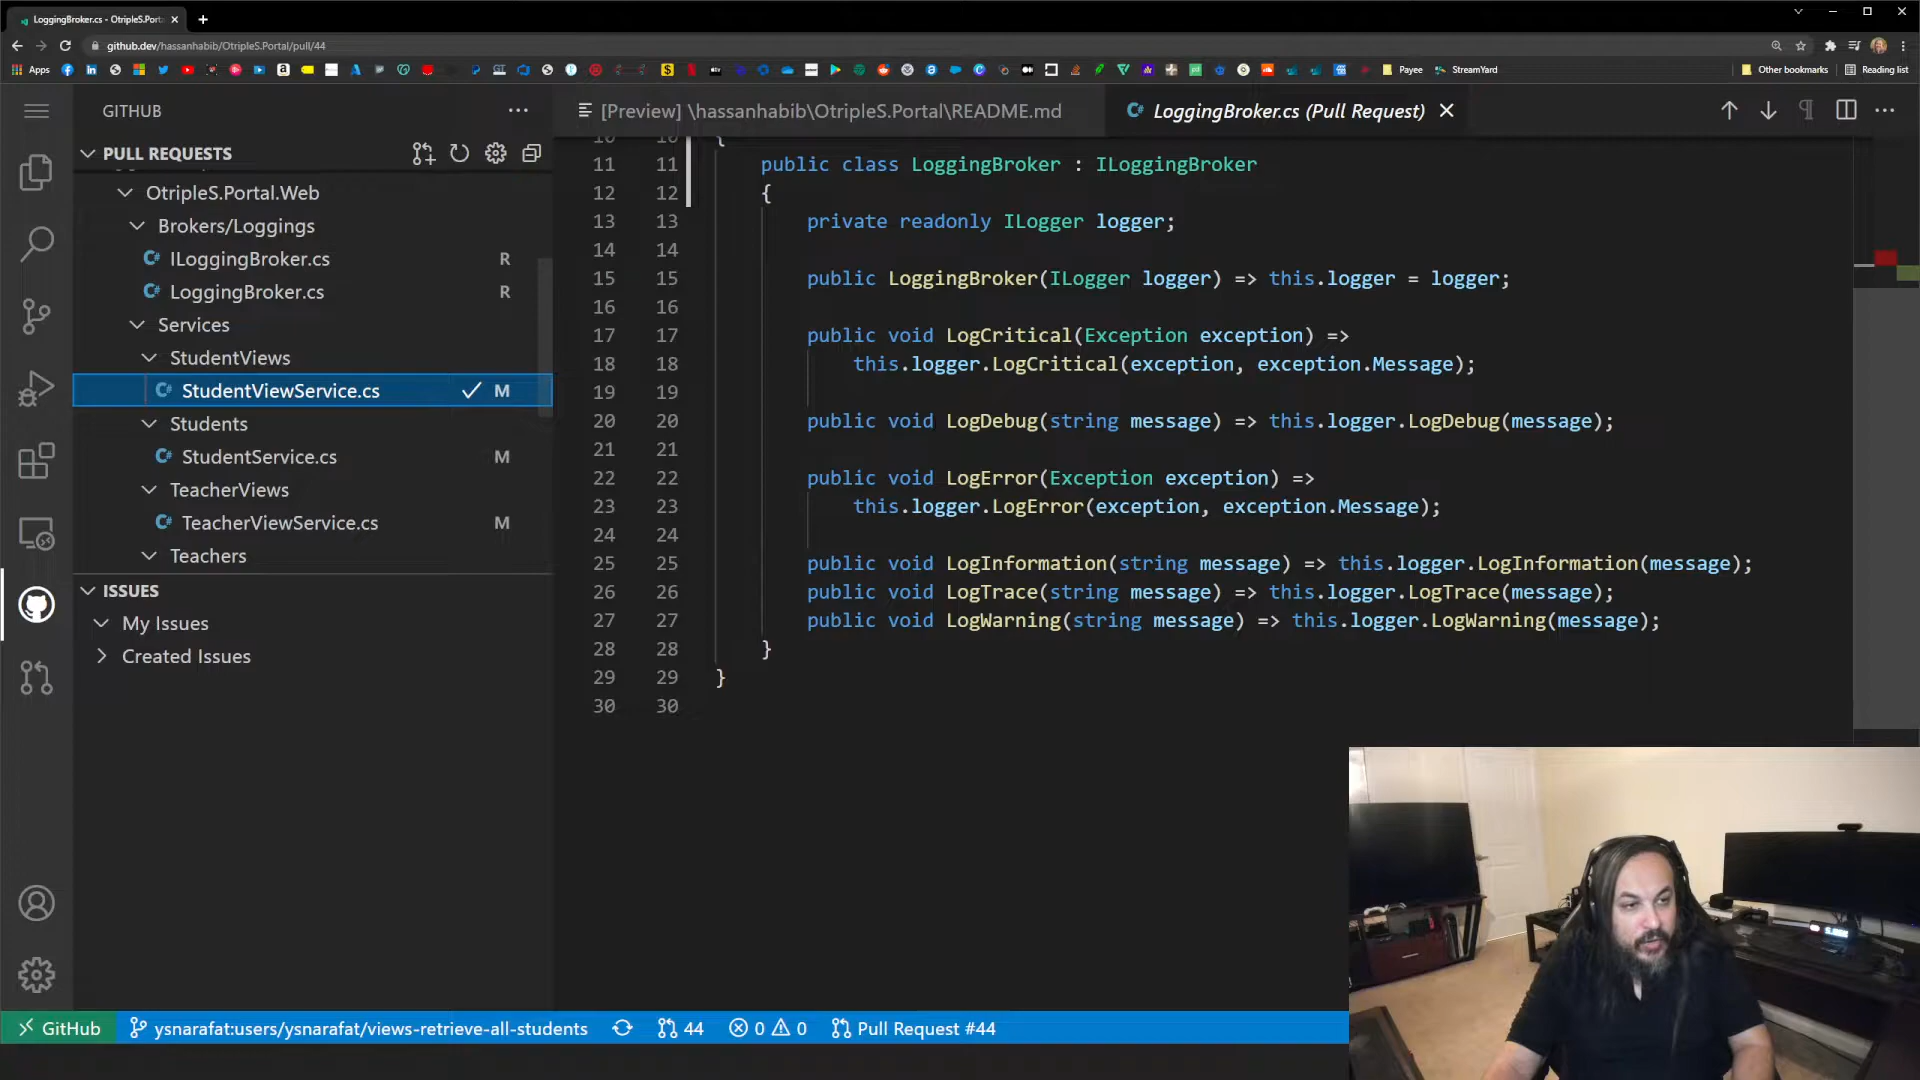 LoggingBroker.cs - OtripleS.Port
github.dev/hassanhabib/OtripleS.Portal/pull/44
Apps
Payee
StreamYard
Other bookmarks
Reading list
GITHUB
[Preview] \hassanhabib\OtripleS.Portal\README.md
LoggingBroker.cs (Pull Request)
PULL REQUESTS
OtripleS.Portal.Web
Brokers/Loggings
ILoggingBroker.cs R
LoggingBroker.cs R
Services
StudentViews
StudentViewService.cs M
Students
StudentService.cs M
TeacherViews
TeacherViewService.cs M
Teachers
ISSUES
My Issues
Created Issues
10 10 {
11 11 public class LoggingBroker : ILoggingBroker
12 12 {
13 13 private readonly ILogger logger;
14 14
15 15 public LoggingBroker(ILogger logger) => this.logger = logger;
16 16
17 17 public void LogCritical(Exception exception) =>
18 18 this.logger.LogCritical(exception, exception.Message);
19 19
20 20 public void LogDebug(string message) => this.logger.LogDebug(message);
21 21
22 22 public void LogError(Exception exception) =>
23 23 this.logger.LogError(exception, exception.Message);
24 24
25 25 public void LogInformation(string message) => this.logger.LogInformation(message);
26 26 public void LogTrace(string message) => this.logger.LogTrace(message);
27 27 public void LogWarning(string message) => this.logger.LogWarning(message);
28 28 }
29 29 }
30 30
GitHub
ysnarafat:users/ysnarafat/views-retrieve-all-students
44
0 0
Pull Request #44